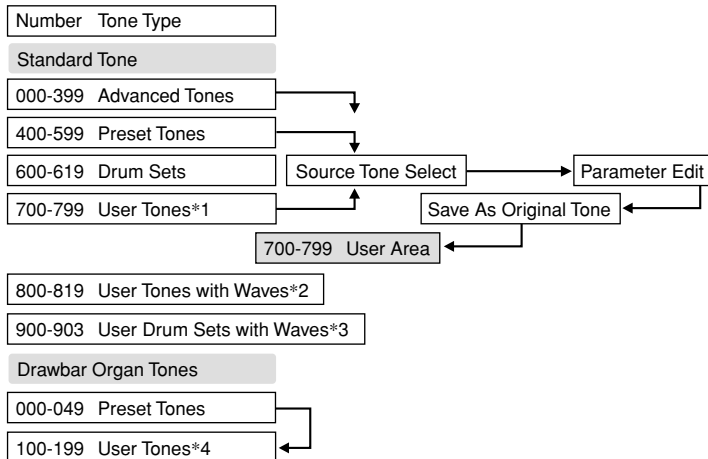 Number Tone Type
Standard Tone
000-399 Advanced Tones
400-599 Preset Tones
600-619 Drum Sets
Source Tone Select
Parameter Edit
700-799 User Tones*1
Save As Original Tone
700-799 User Area
800-819 User Tones with Waves*2
900-903 User Drum Sets with Waves*3
Drawbar Organ Tones
000-049 Preset Tones
100-199 User Tones*4